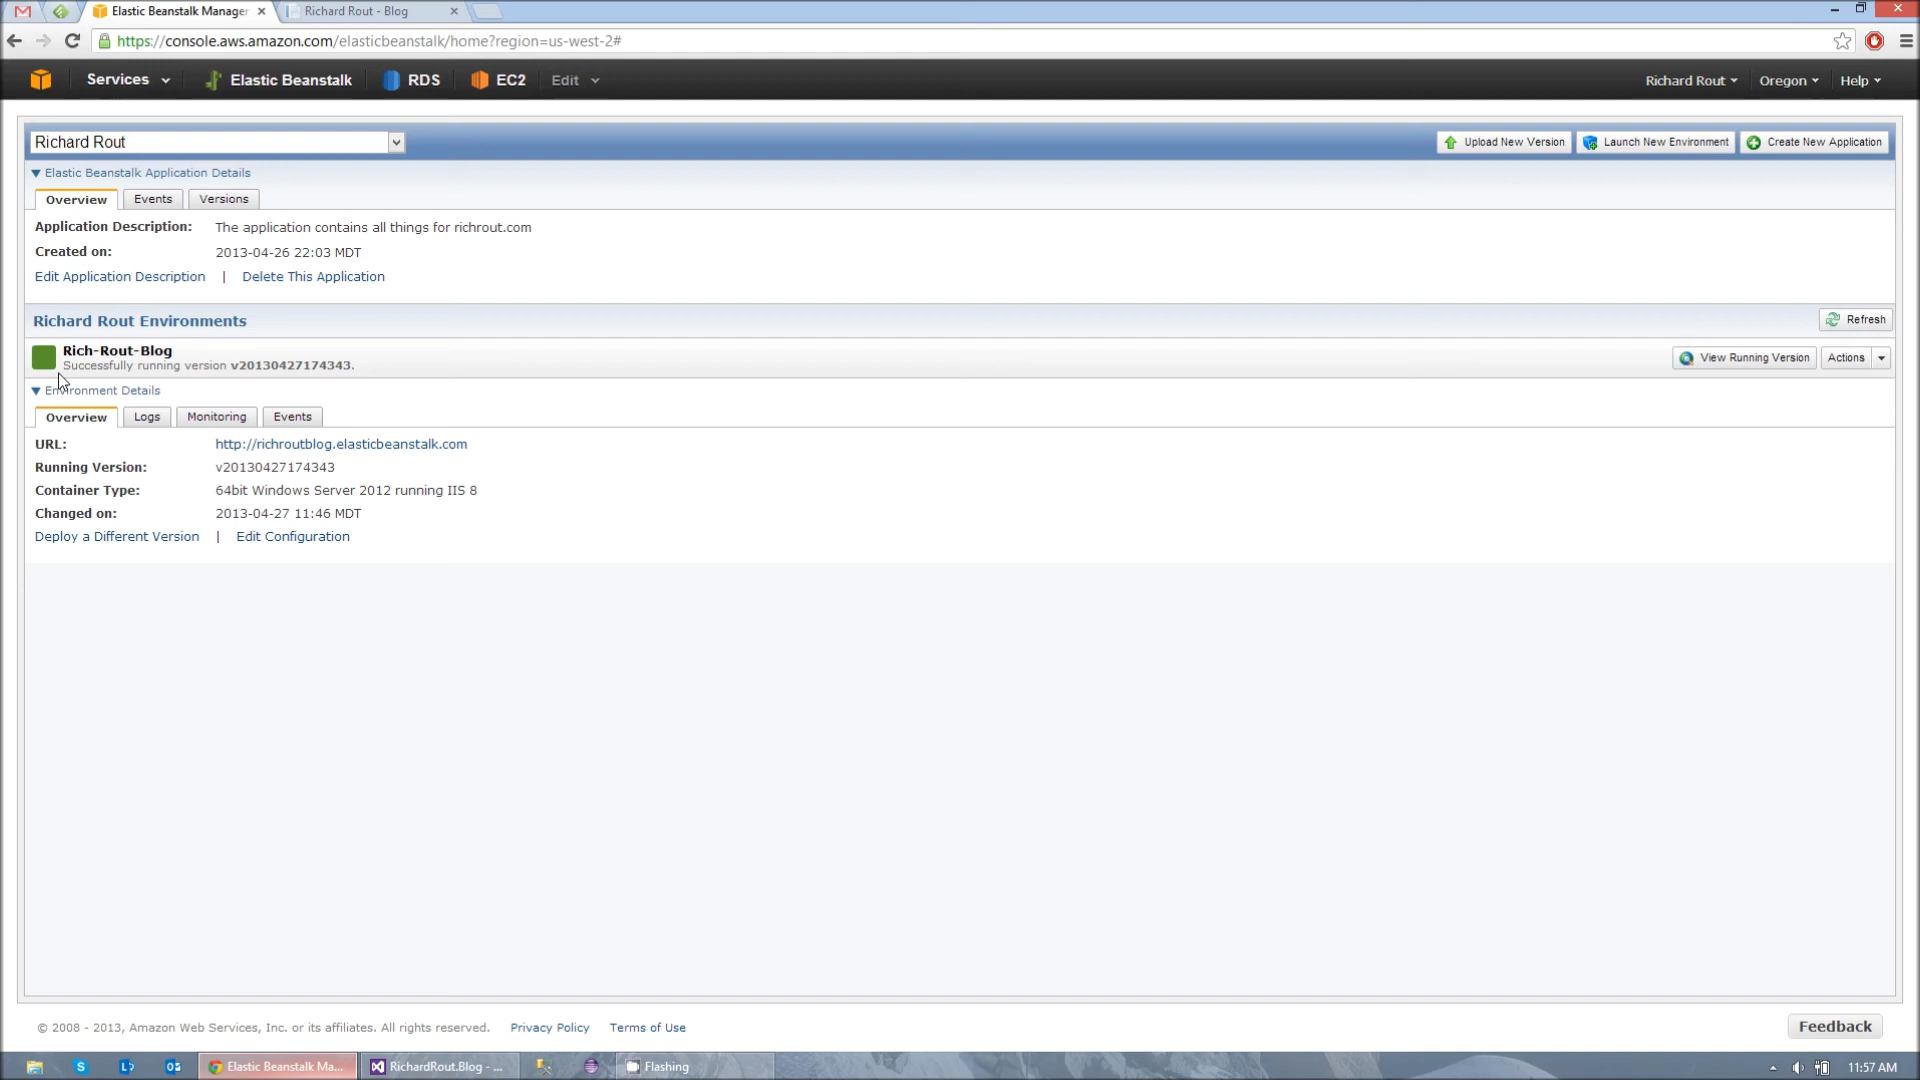 Elastic Beanstalk Manager
Richard Rout - Blog
https://console.aws.amazon.com/elasticbeanstalk/home?region=us-west-2#
Services Elastic Beanstalk RDS EC2 Edit Richard Rout Oregon Help
Richard Rout Upload New Version Launch New Environment Create New Application
Elastic Beanstalk Application Details
Overview Events Versions
Application Description: The application contains all things for richrout.com
Created on: 2013-04-26 22:03 MDT
Edit Application Description | Delete This Application
Richard Rout Environments Refresh
Rich-Rout-Blog
Successfully running version v20130427174343.
View Running Version Actions
Environment Details
Overview Logs Monitoring Events
URL: http://richroutblog.elasticbeanstalk.com
Running Version: v20130427174343
Container Type: 64bit Windows Server 2012 running IIS 8
Changed on: 2013-04-27 11:46 MDT
Deploy a Different Version | Edit Configuration
© 2008 - 2013, Amazon Web Services, Inc. or its affiliates. All rights reserved. Privacy Policy Terms of Use Feedback
Elastic Beanstalk Ma... RichardRout.Blog - ... Flashing 11:57 AM